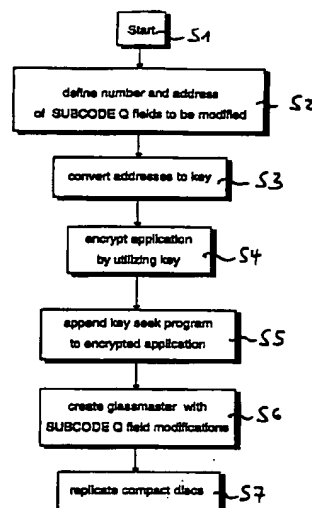 Start S1
define number and address S2
of SUBCODE Q fields to be modified
convert addresses to key S3
encrypt application S4
by utilizing key
append key seek program S5
to encrypted application
create glassmaster with S6
SUBCODE Q field modifications
replicate compact discs S7